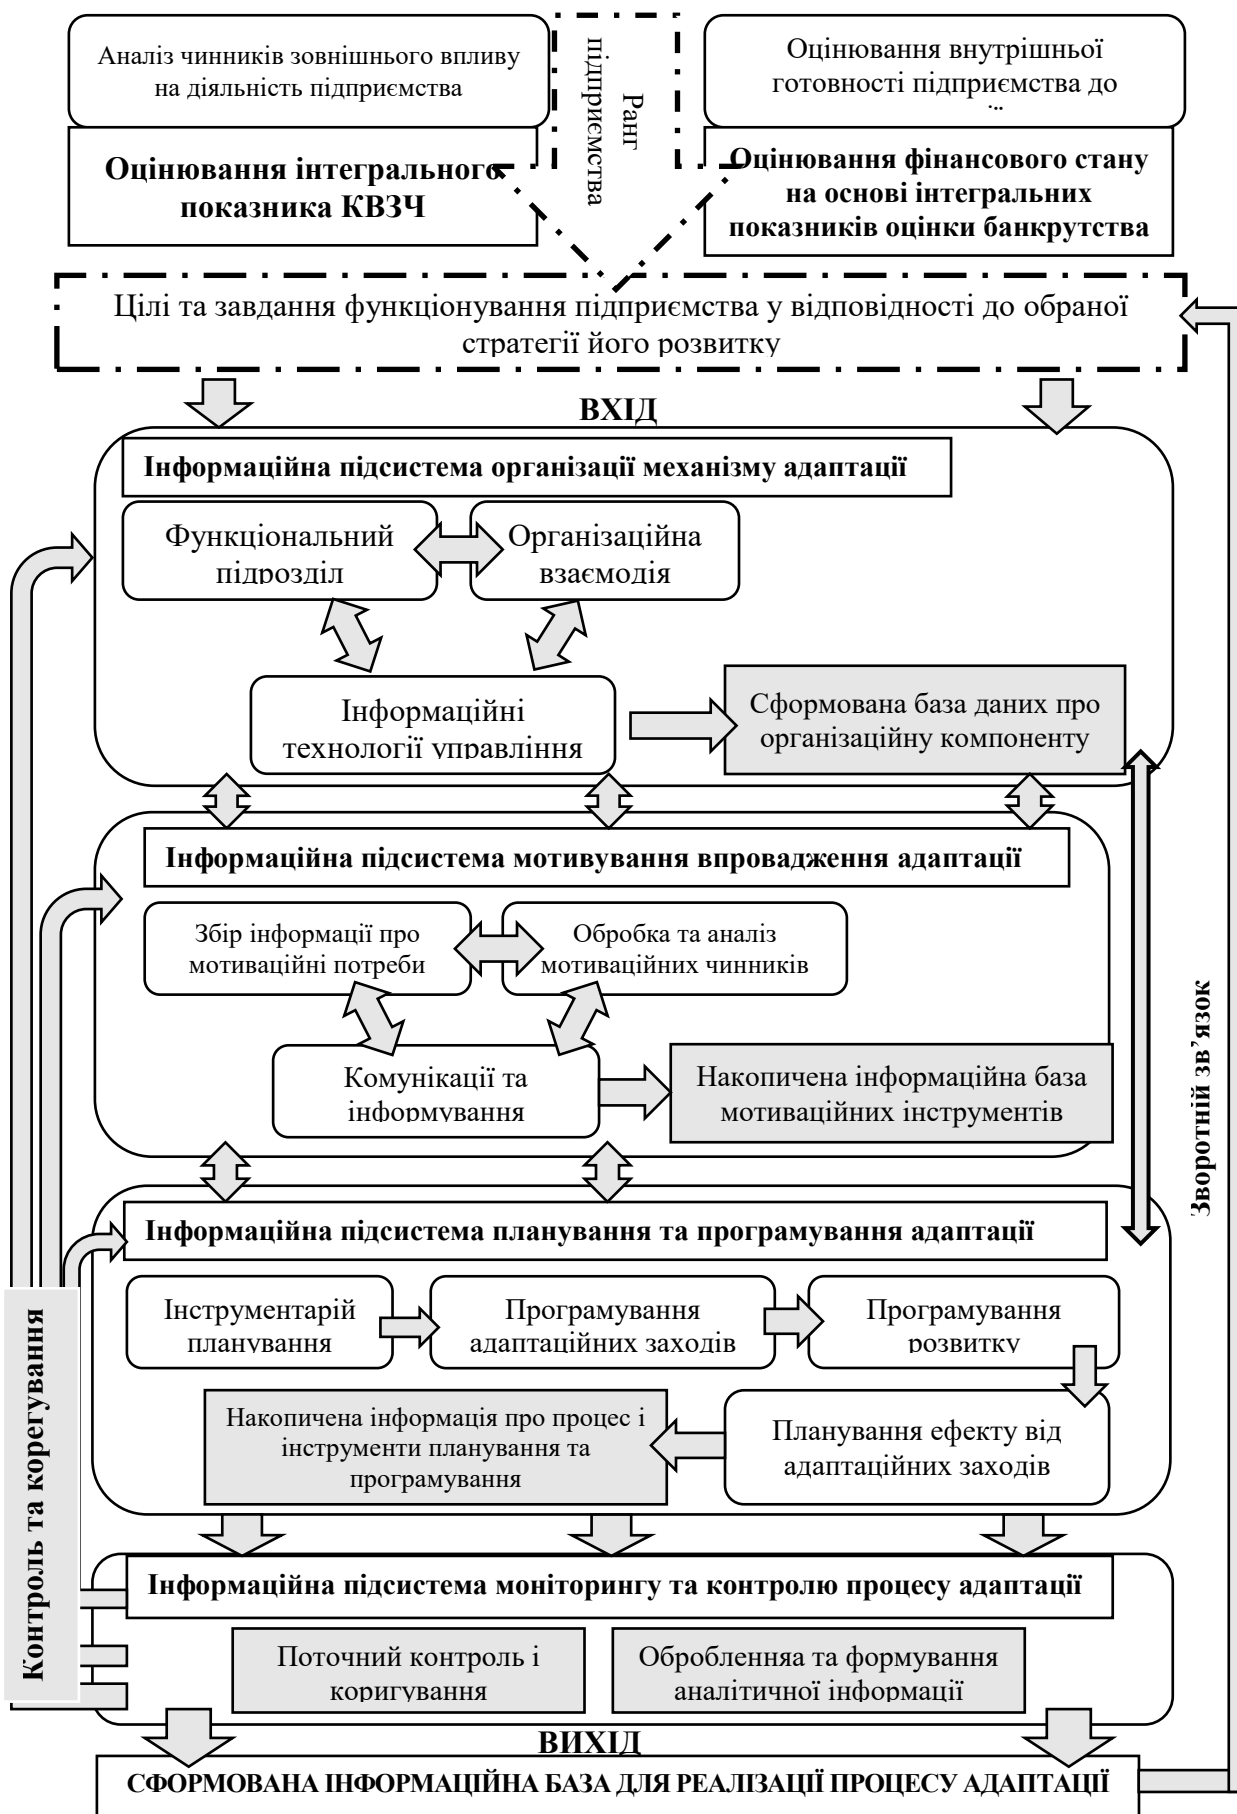 Аналіз чинників зовнішнього впливу
на діяльність підприємства
Оцінювання інтегрального
показника КВЗЧ
Ранг
підприємства
Оцінювання внутрішньої
готовності підприємства до
Оцінювання фінансового стану
на основі інтегральних
показників оцінки банкрутства
Цілі та завдання функціонування підприємства у відповідності до обраної
стратегії його розвитку
ВХІД
Інформаційна підсистема організації механізму адаптації
Функціональний
підрозділ
Організаційна
взаємодія
Інформаційні
технології управління
Сформована база даних про
організаційну компоненту
Інформаційна підсистема мотивування впровадження адаптації
Збір інформації про
мотиваційні потреби
Обробка та аналіз
мотиваційних чинників
Комунікації та
інформування
Накопичена інформаційна база
мотиваційних інструментів
Зворотній зв’язок
Інформаційна підсистема планування та програмування адаптації
Інструментарій
планування
Програмування
адаптаційних заходів
Програмування
розвитку
Накопичена інформація про процес і
інструменти планування та
програмування
Планування ефекту від
адаптаційних заходів
Контроль та корегування
Інформаційна підсистема моніторингу та контролю процесу адаптації
Поточний контроль і
коригування
Обробленняа та формування
аналітичної інформації
ВИХІД
СФОРМОВАНА ІНФОРМАЦІЙНА БАЗА ДЛЯ РЕАЛІЗАЦІЇ ПРОЦЕСУ АДАПТАЦІЇ